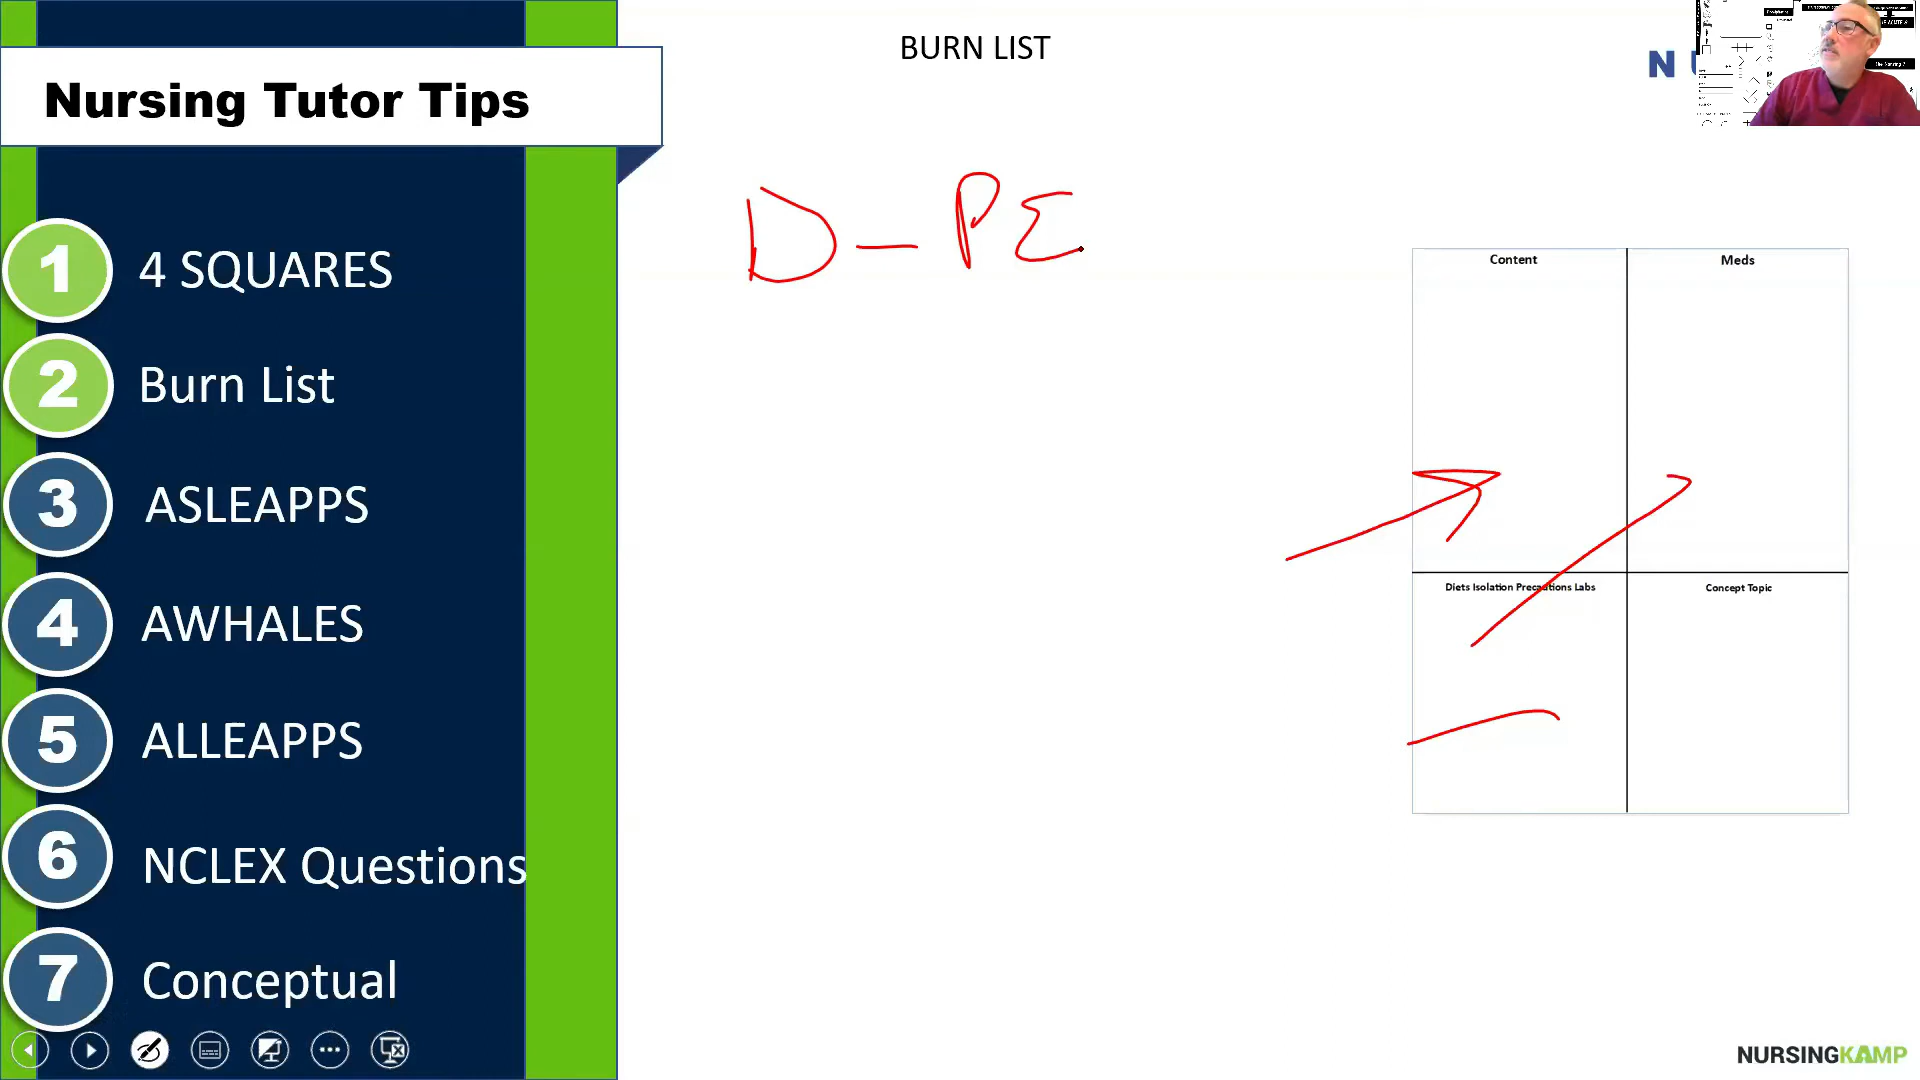 BURN LIST
Nursing Tutor Tips
1 4 SQUARES
2 Burn List
3 ASLEAPPS
4 AWHALES
5 ALLEAPPS
6 NCLEX Questions
7 Conceptual
D-PE
Content Meds
Diets Isolation Precautions Labs Concept Topic
N
NURSINGKAMP